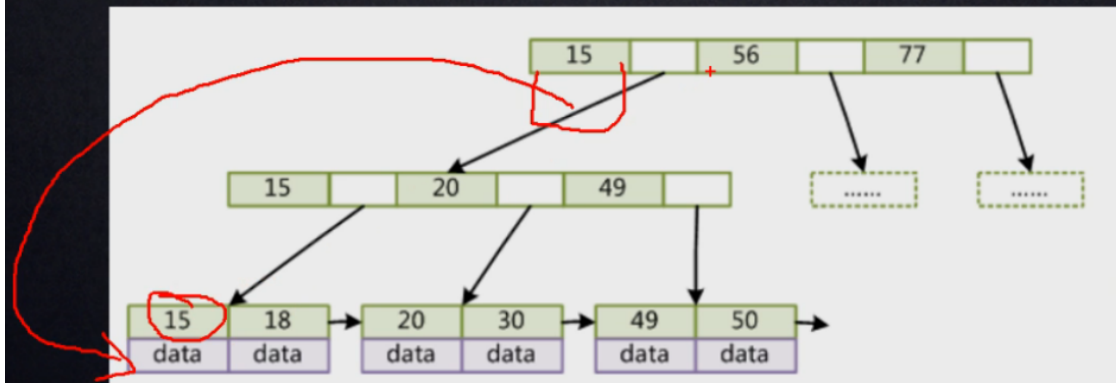 15 56 77
15 20 49
...... ......
15 18 20 30 49 50
data data data data data data